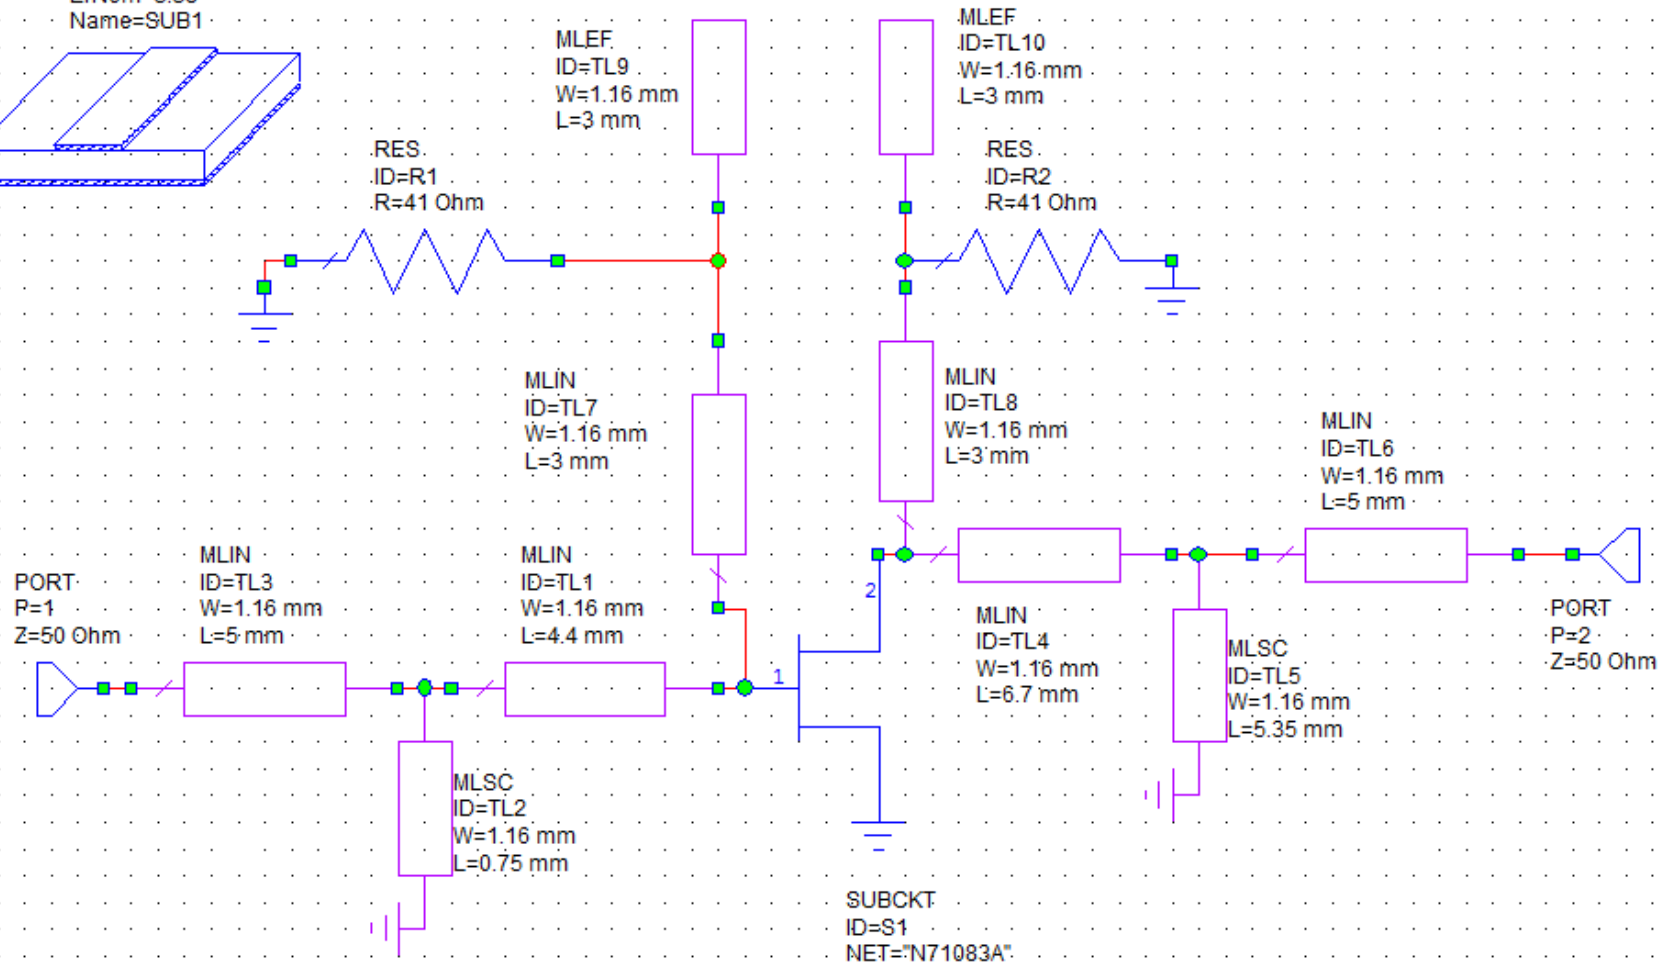 Name=SUB1
MLEF
ID=TL9
W=1.16 mm
L=3 mm
MLEF
ID=TL10
W=1.16 mm
L=3 mm
RES
ID=R1
R=41 Ohm
RES
ID=R2
R=41 Ohm
MLIN
ID=TL7
W=1.16 mm
L=3 mm
MLIN
ID=TL8
W=1.16 mm
L=3 mm
MLIN
ID=TL6
W=1.16 mm
L=5 mm
PORT
P=1
Z=50 Ohm
MLIN
ID=TL3
W=1.16 mm
L=5 mm
MLIN
ID=TL1
W=1.16 mm
L=4.4 mm
1
2
MLIN
ID=TL4
W=1.16 mm
L=6.7 mm
MLSC
ID=TL5
W=1.16 mm
L=5.35 mm
PORT
P=2
Z=50 Ohm
MLSC
ID=TL2
W=1.16 mm
L=0.75 mm
SUBCKT
ID=S1
NET="N71083A"